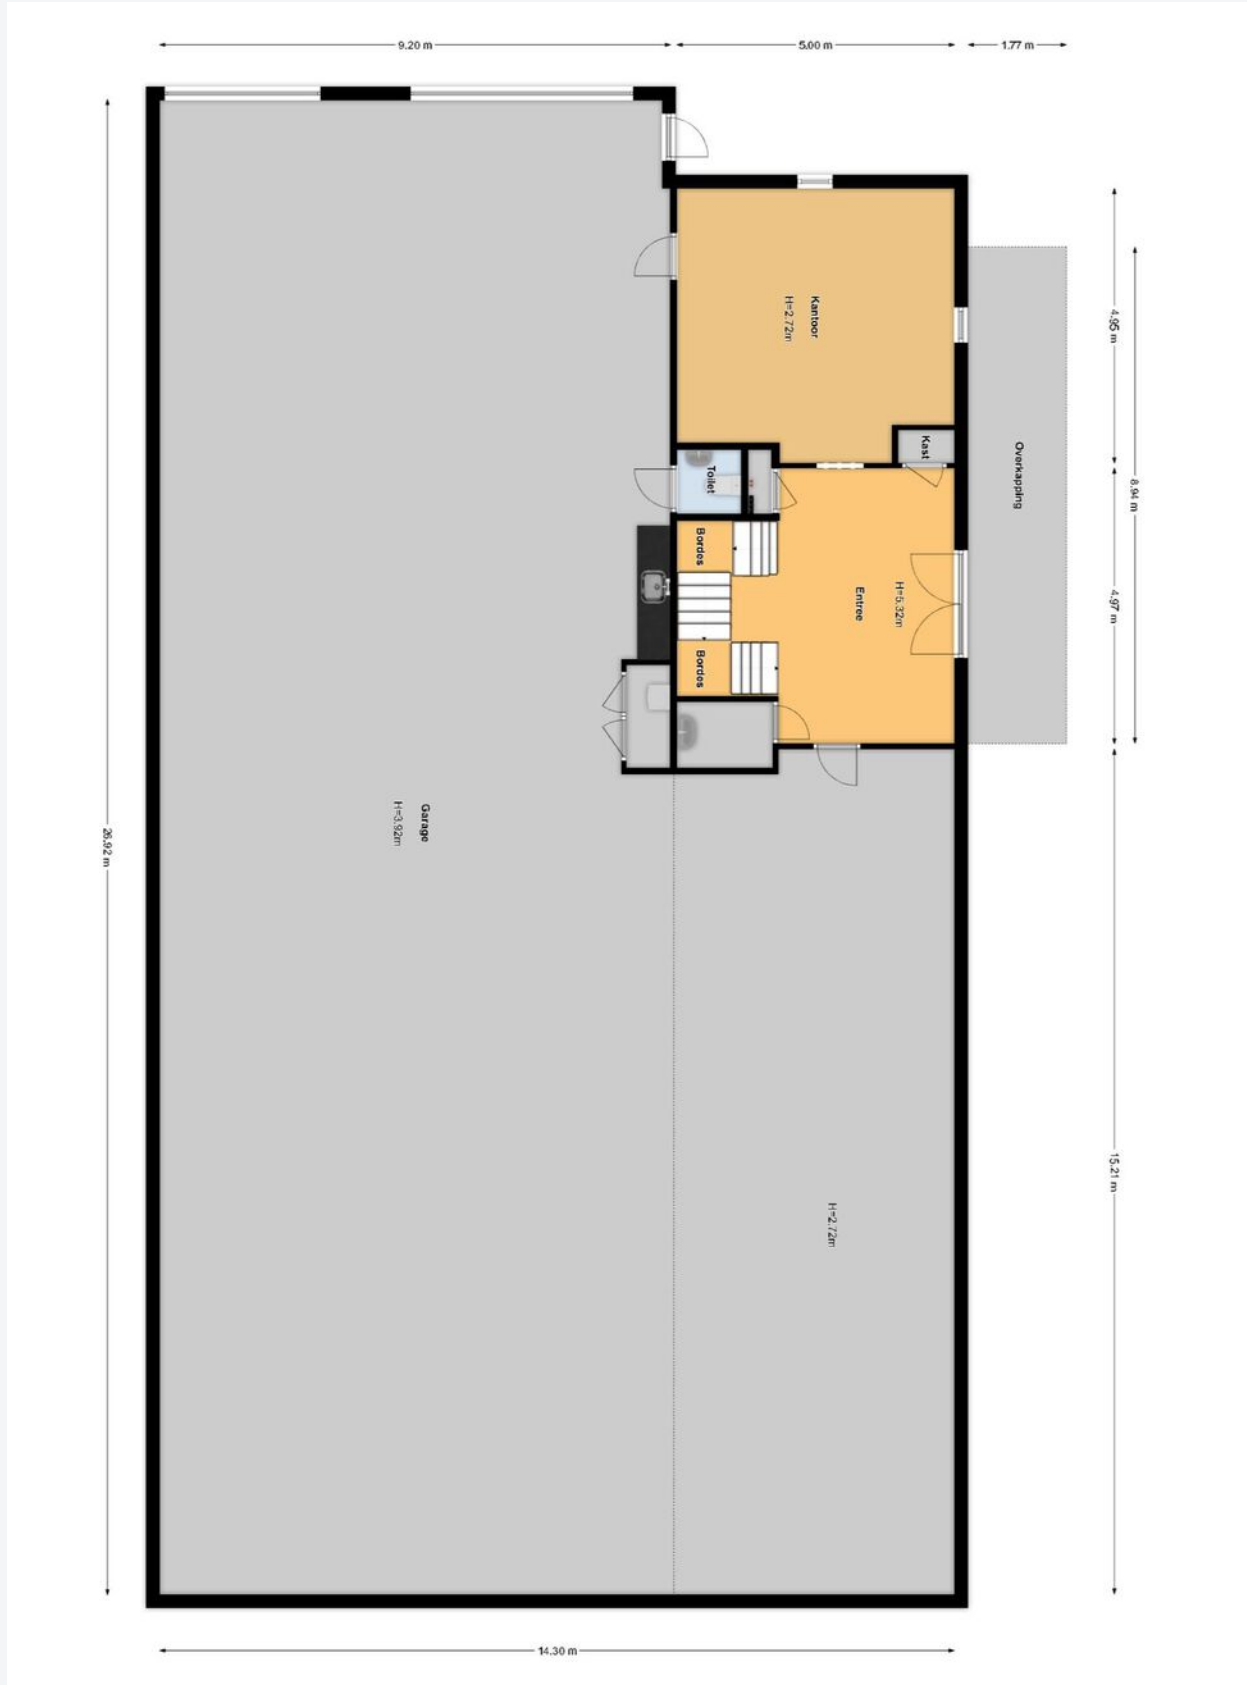 9.20 m
5.00 m
1.77 m
Kantoor
H=2.72m
4.95 m
Kast
Overkapping
8.94 m
Toilet
Bordes
Entree
H=5.32m
4.97 m
Bordes
Garage
H=3.92m
26.92 m
15.21 m
H=2.72m
14.30 m